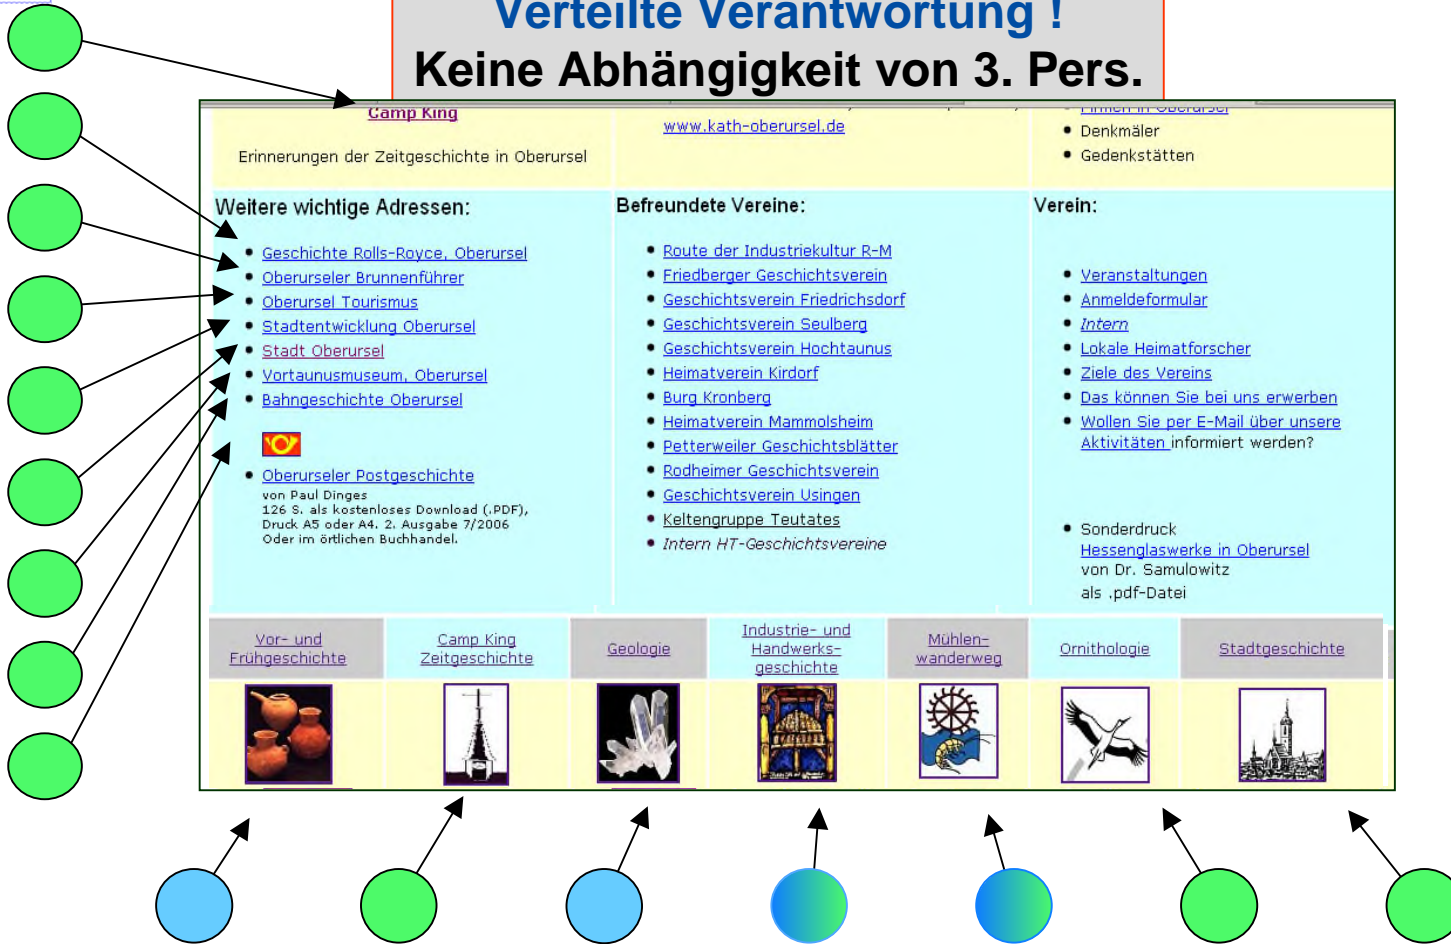 Verteilte Verantwortung !
Keine Abhängigkeit von 3. Pers.
Camp King
Erinnerungen der Zeitgeschichte in Oberursel
www.kath-oberursel.de
Firmen in Oberursel
Denkmäler
Gedenkstätten
Weitere wichtige Adressen:
Geschichte Rolls-Royce, Oberursel
Oberurseler Brunnenführer
Oberursel Tourismus
Stadtentwicklung Oberursel
Stadt Oberursel
Vortaunusmuseum, Oberursel
Bahngeschichte Oberursel
Oberurseler Postgeschichte
von Paul Dinges
126 S. als kostenloses Download (.PDF),
Druck A5 oder A4. 2. Ausgabe 7/2006
Oder im örtlichen Buchhandel.
Befreundete Vereine:
Route der Industriekultur R-M
Friedberger Geschichtsverein
Geschichtsverein Friedrichsdorf
Geschichtsverein Seulberg
Geschichtsverein Hochtaunus
Heimatverein Kirdorf
Burg Kronberg
Heimatverein Mammolsheim
Petterweiler Geschichtsblätter
Rodheimer Geschichtsverein
Geschichtsverein Usingen
Keltengruppe Teutates
Intern HT-Geschichtsvereine
Verein:
Veranstaltungen
Anmeldeformular
Intern
Lokale Heimatforscher
Ziele des Vereins
Das können Sie bei uns erwerben
Wollen Sie per E-Mail über unsere
Aktivitäten informiert werden?
Sonderdruck
Hessenglaswerke in Oberursel
von Dr. Samulowitz
als .pdf-Datei
Vor- und
Frühgeschichte
Camp King
Zeitgeschichte
Geologie
Industrie- und
Handwerks-
geschichte
Mühlen-
wanderweg
Ornithologie
Stadtgeschichte